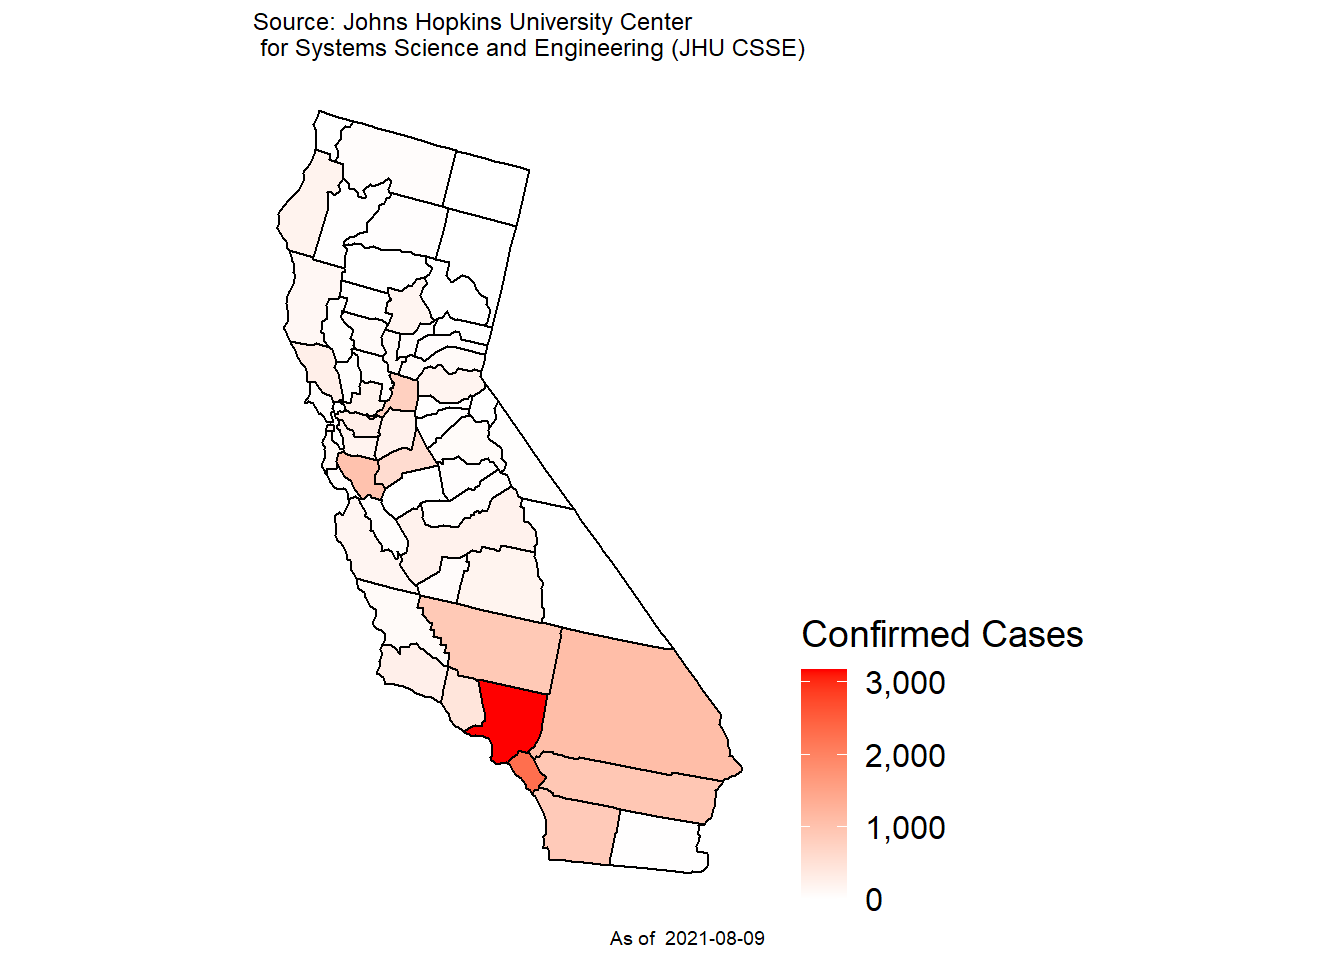 Source: Johns Hopkins University Center
for Systems Science and Engineering (JHU CSSE)
Confirmed Cases
3,000
2,000
1,000
0
As of  2021-08-09